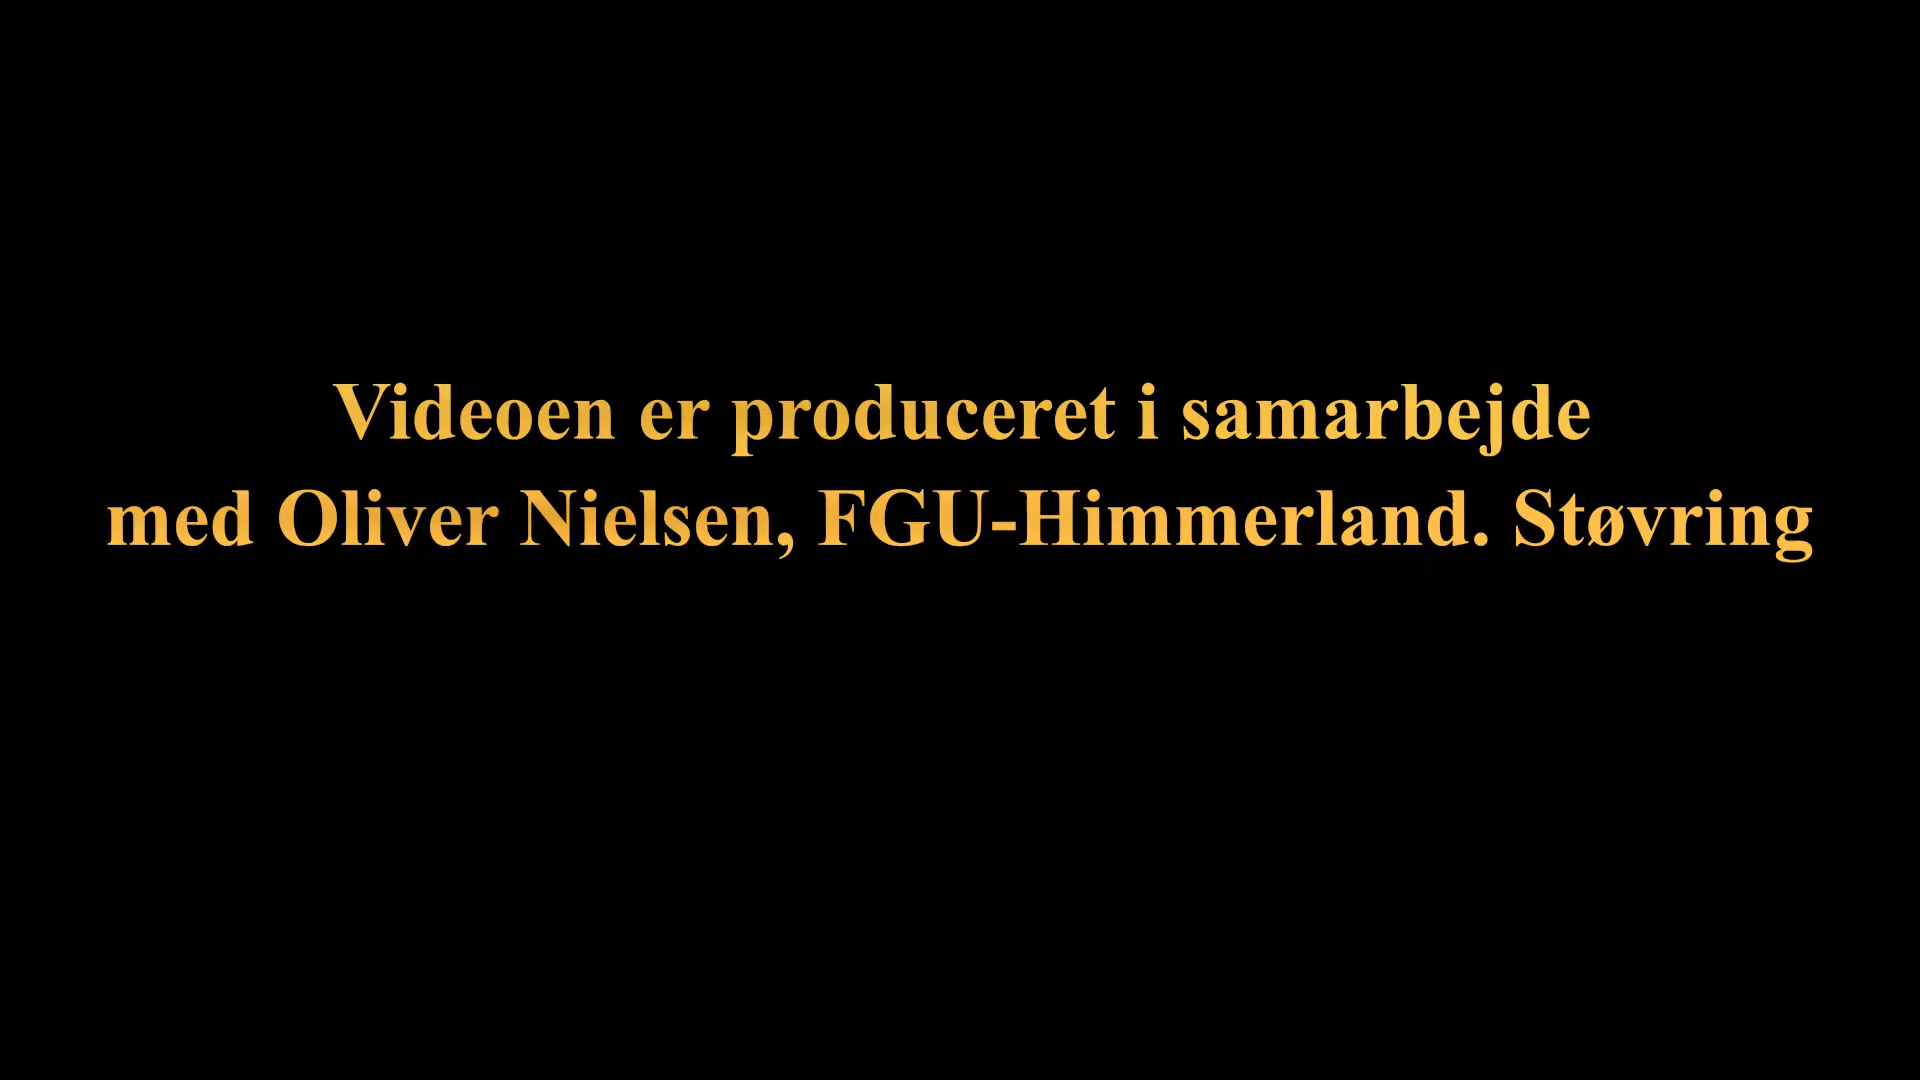 Videoen er produceret i samarbejde
med Oliver Nielsen, FGU-Himmerland. Støvring